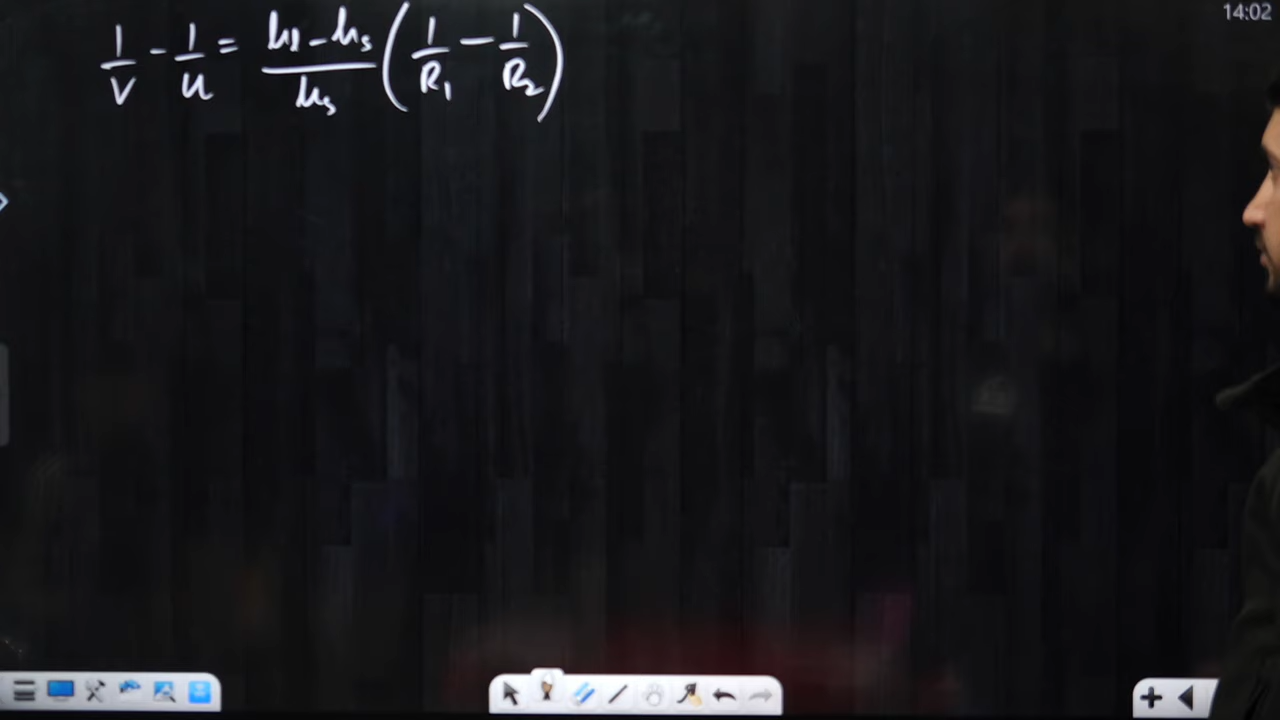 14:02
1/v - 1/u = (μl - μs)/μs (1/R₁ - 1/R₂)